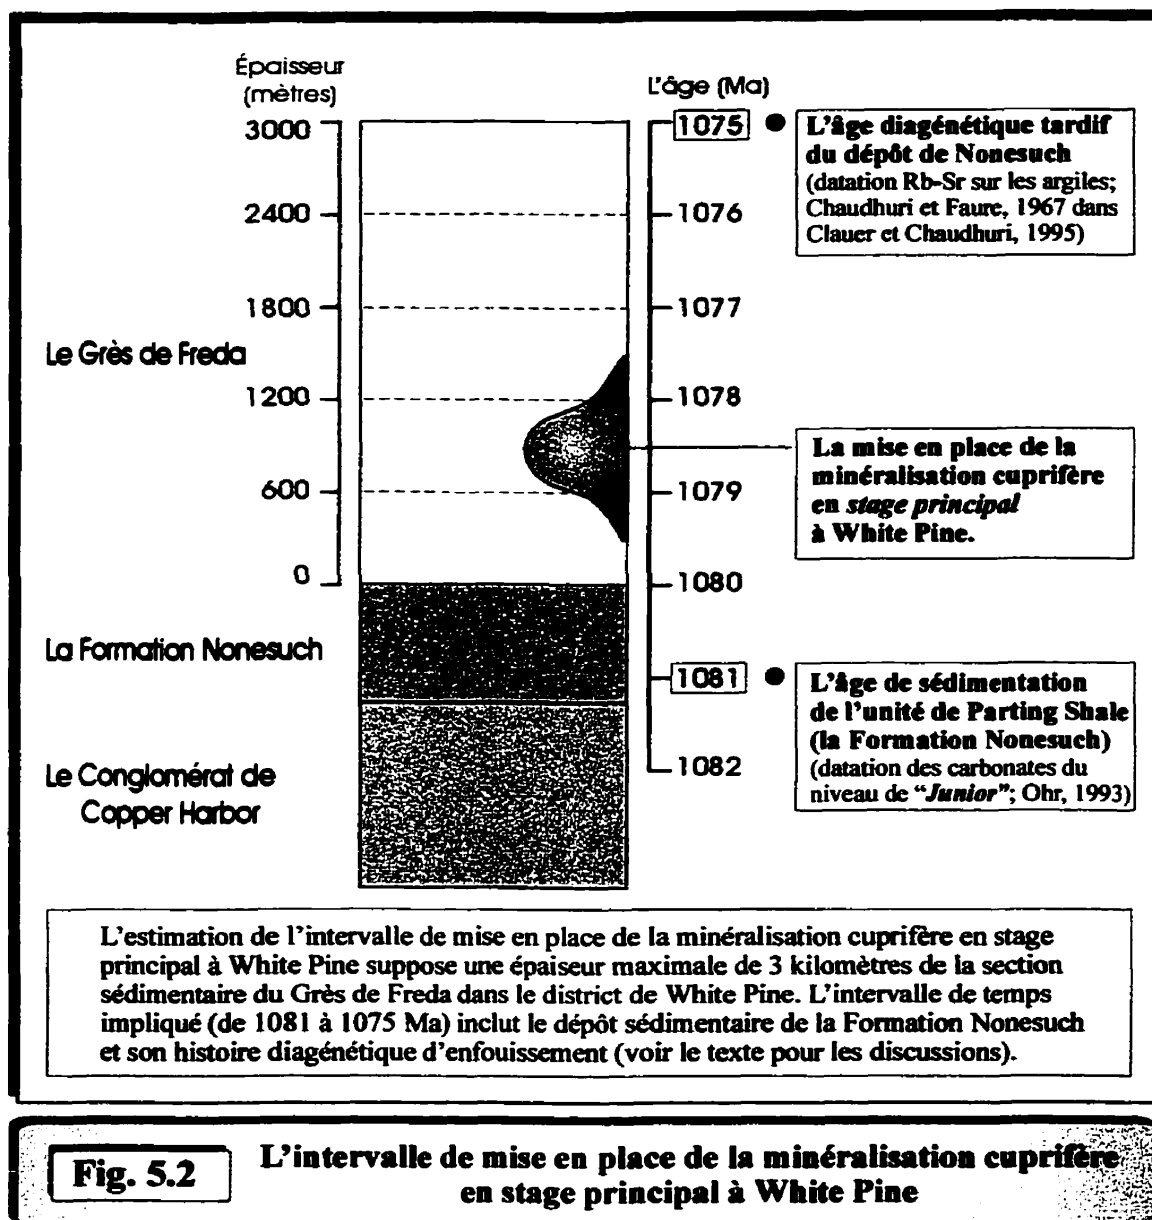 Épaisseur
(mètres)
3000
2400
1800
1200
600
0
Le Grès de Freda
La Formation Nonesuch
Le Conglomérat de
Copper Harbor
L'âge (Ma)
1075
1076
1077
1078
1079
1080
1081
1082
L'âge diagénétique tardif
du dépôt de Nonesuch
(datation Rb-Sr sur les argiles;
Chaudhuri et Faure, 1967 dans
Clauer et Chaudhuri, 1995)
La mise en place de la
minéralisation cuprifère
en stage principal
à White Pine.
L'âge de sédimentation
de l'unité de Parting Shale
(la Formation Nonesuch)
(datation des carbonates du
niveau de "Junior"; Ohr, 1993)
L'estimation de l'intervalle de mise en place de la minéralisation cuprifère en stage
principal à White Pine suppose une épaiseur maximale de 3 kilomètres de la section
sédimentaire du Grès de Freda dans le district de White Pine. L'intervalle de temps
impliqué (de 1081 à 1075 Ma) inclut le dépôt sédimentaire de la Formation Nonesuch
et son histoire diagénétique d'enfouissement (voir le texte pour les discussions).
Fig. 5.2
L'intervalle de mise en place de la minéralisation cuprifère
en stage principal à White Pine